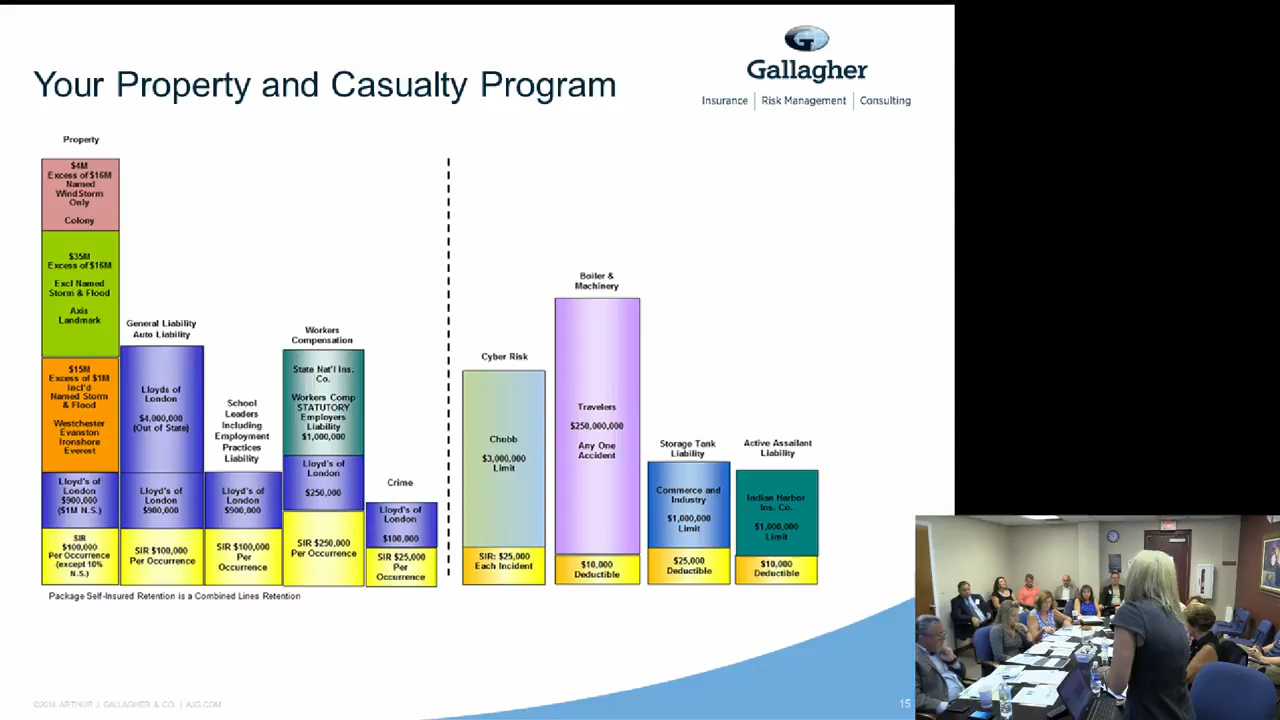 Gallagher
Insurance | Risk Management | Consulting
Your Property and Casualty Program
Property
$4M
Excess of $16M
Named
Wind Storm
Only
Colony
$35M
Excess of $16M
Excl Named
Storm & Flood
Axis
Landmark
$15M
Excess of $1M
Incl'd
Named Storm
& Flood
Westchester
Evanston
Ironshore
Everest
Lloyd's of
London
$900,000
($1M N.S.)
SIR
$100,000
Per Occurrence
(except 10%
N.S.)
General Liability
Auto Liability
Lloyds of
London
$4,000,000
(Out of State)
Lloyd's of
London
$900,000
SIR $100,000
Per Occurrence
School
Leaders
Including
Employment
Practices
Liability
Lloyd's of
London
$900,000
SIR $100,000
Per
Occurrence
Workers
Compensation
State Nat'l Ins.
Co.
Workers Comp
STATUTORY
Employers
Liability
$1,000,000
Lloyd's of
London
$250,000
SIR $250,000
Per Occurrence
Crime
Lloyd's of
London
$100,000
SIR $25,000
Per
Occurrence
Cyber Risk
Chubb
$3,000,000
Limit
SIR: $25,000
Each Incident
Boiler &
Machinery
Travelers
$250,000,000
Any One
Accident
$10,000
Deductible
Storage Tank
Liability
Commerce and
Industry
$1,000,000
Limit
$25,000
Deductible
Active Assailant
Liability
Indian Harbor
Ins. Co.
$1,000,000
Limit
$10,000
Deductible
Package Self-Insured Retention is a Combined Lines Retention
ARTHUR J. GALLAGHER & CO. | AJG.COM
15